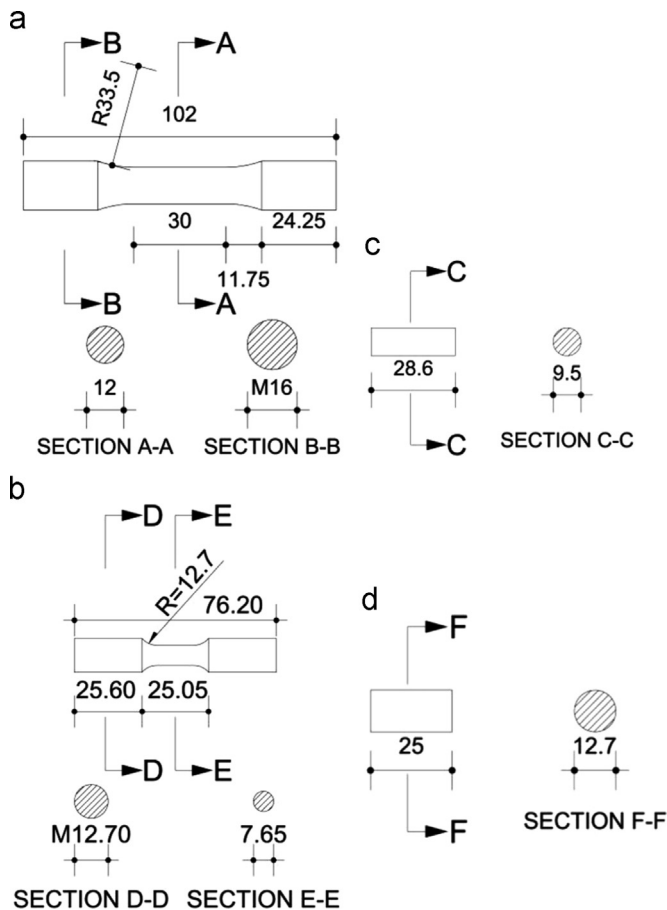 a
B A
R33.5
102
30 24.25
11.75
B A
12 M16
SECTION A-A SECTION B-B
c
C
28.6 9.5
C SECTION C-C
b
D E
R=12.7
76.20
25.60 25.05
D E
M12.70 7.65
SECTION D-D SECTION E-E
d
F
25 12.7
F SECTION F-F